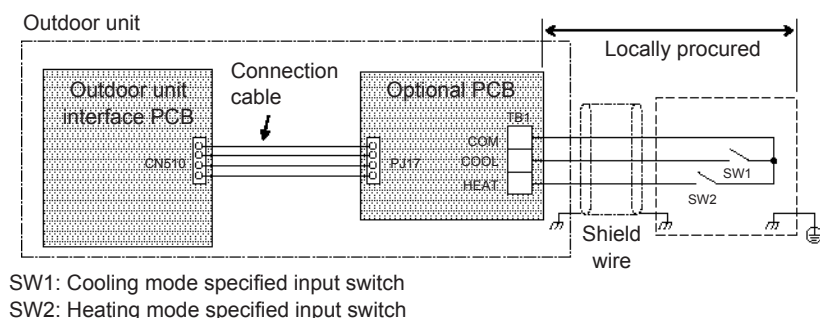 Outdoor unit
Locally procured
Connection
cable
Outdoor unit
interface PCB
Optional PCB
TB1
COM
CN510
PJ17
COOL
SW1
HEAT
SW2
Shield
wire
SW1: Cooling mode specified input switch
SW2: Heating mode specified input switch